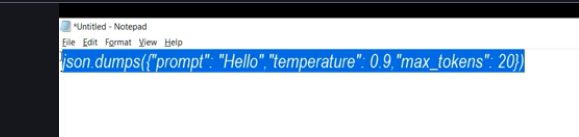 *Untitled - Notepad
File Edit Format View Help
json.dumps({"prompt": "Hello","temperature": 0.9,"max_tokens": 20})